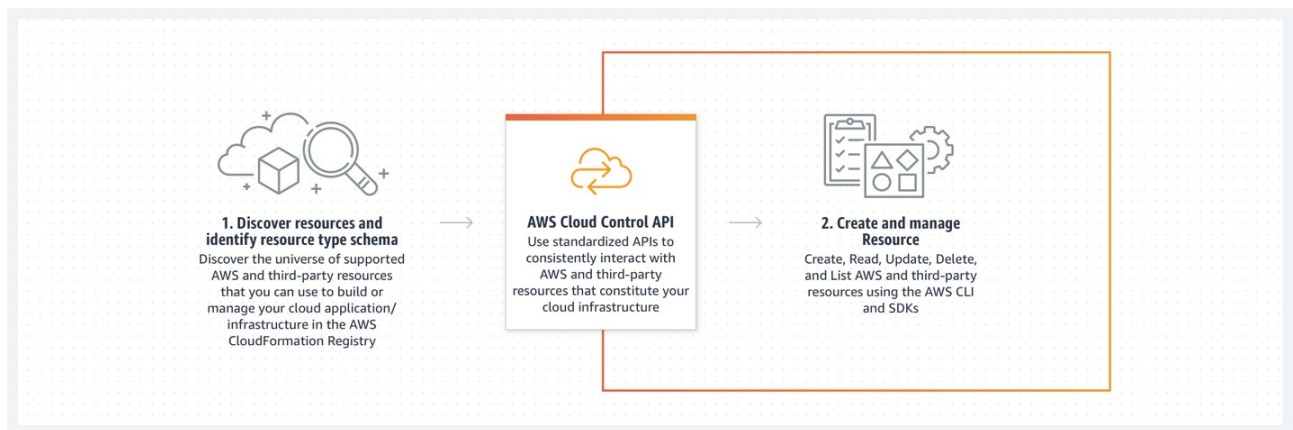 1. Discover resources and
identify resource type schema
Discover the universe of supported
AWS and third-party resources
that you can use to build or
manage your cloud application/
infrastructure in the AWS
CloudFormation Registry
AWS Cloud Control API
Use standardized APIs to
consistently interact with
AWS and third-party
resources that constitute your
cloud infrastructure
2. Create and manage
Resource
Create, Read, Update, Delete,
and List AWS and third-party
resources using the AWS CLI
and SDKs